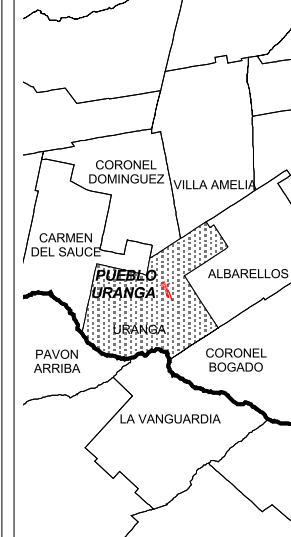 CORONEL
DOMINGUEZ
VILLA AMELIA
CARMEN
DEL SAUCE
PUEBLO
URANGA
ALBARELLOS
URANGA
PAVON
ARRIBA
CORONEL
BOGADO
LA VANGUARDIA